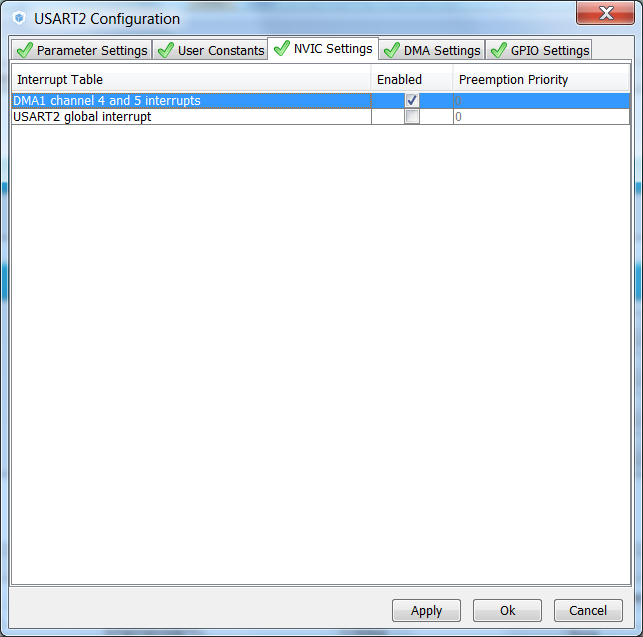 USART2 Configuration
Parameter Settings User Constants NVIC Settings DMA Settings GPIO Settings
Interrupt Table Enabled Preemption Priority
DMA1 channel 4 and 5 interrupts 0
USART2 global interrupt 0
Apply Ok Cancel